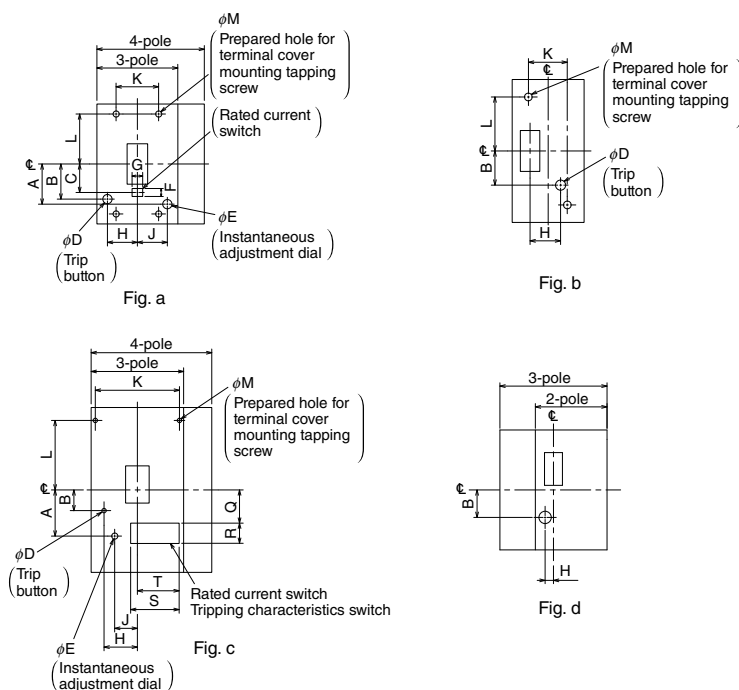 4-pole
3-pole
K
φM
(Prepared hole for
terminal cover
mounting tapping
screw)
(Rated current
switch)
L
G
℄
A
B
C
F
φE
(Instantaneous
adjustment dial)
H
J
φD
(Trip
button)
Fig. a
K
℄
φM
(Prepared hole for
terminal cover
mounting tapping
screw)
L
℄
B
φD
(Trip
button)
H
Fig. b
4-pole
3-pole
K
φM
(Prepared hole for
terminal cover
mounting tapping
screw)
L
℄
A
B
Q
R
φD
(Trip
button)
T
S
Rated current switch
Tripping characteristics switch
J
H
φE
(Instantaneous
adjustment dial)
Fig. c
3-pole
2-pole
℄
℄
B
H
Fig. d